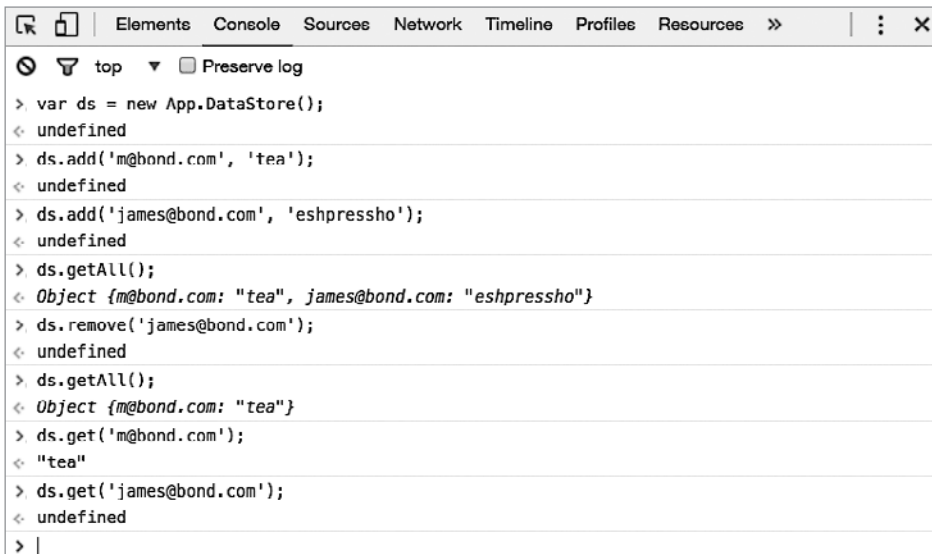 Elements Console Sources Network Timeline Profiles Resources »
top ▼ Preserve log
> var ds = new App.DataStore();
< undefined
> ds.add('m@bond.com', 'tea');
< undefined
> ds.add('james@bond.com', 'eshpressho');
< undefined
> ds.getAll();
< Object {m@bond.com: "tea", james@bond.com: "eshpressho"}
> ds.remove('james@bond.com');
< undefined
> ds.getAll();
< Object {m@bond.com: "tea"}
> ds.get('m@bond.com');
< "tea"
> ds.get('james@bond.com');
< undefined
>